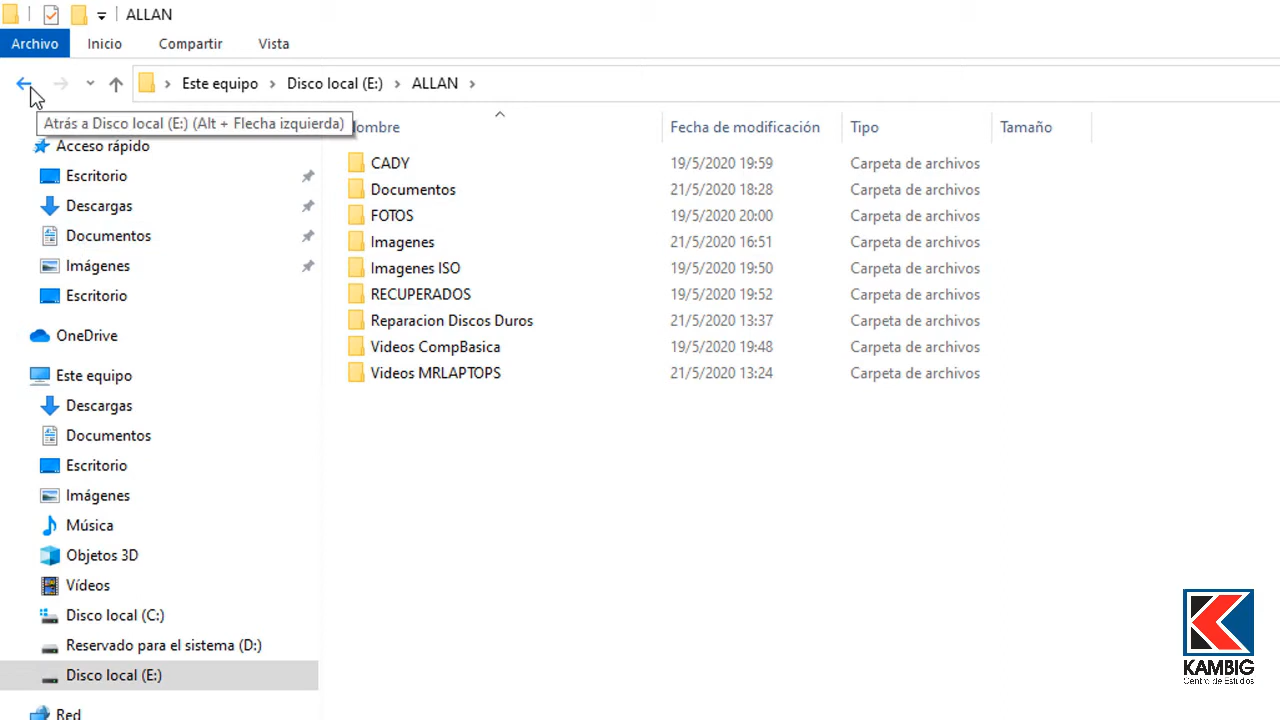 ALLAN
Archivo Inicio Compartir Vista
Este equipo Disco local (E:) ALLAN
Atrás a Disco local (E:) (Alt + Flecha izquierda)
ombre Fecha de modificación Tipo Tamaño
Acceso rápido
Escritorio
Descargas
Documentos
Imágenes
Escritorio
OneDrive
Este equipo
Descargas
Documentos
Escritorio
Imágenes
Música
Objetos 3D
Vídeos
Disco local (C:)
Reservado para el sistema (D:)
Disco local (E:)
Red
CADY 19/5/2020 19:59 Carpeta de archivos
Documentos 21/5/2020 18:28 Carpeta de archivos
FOTOS 19/5/2020 20:00 Carpeta de archivos
Imagenes 21/5/2020 16:51 Carpeta de archivos
Imagenes ISO 19/5/2020 19:50 Carpeta de archivos
RECUPERADOS 19/5/2020 19:52 Carpeta de archivos
Reparacion Discos Duros 21/5/2020 13:37 Carpeta de archivos
Videos CompBasica 19/5/2020 19:48 Carpeta de archivos
Videos MRLAPTOPS 21/5/2020 13:24 Carpeta de archivos
KAMBIG
Centro de Estudios